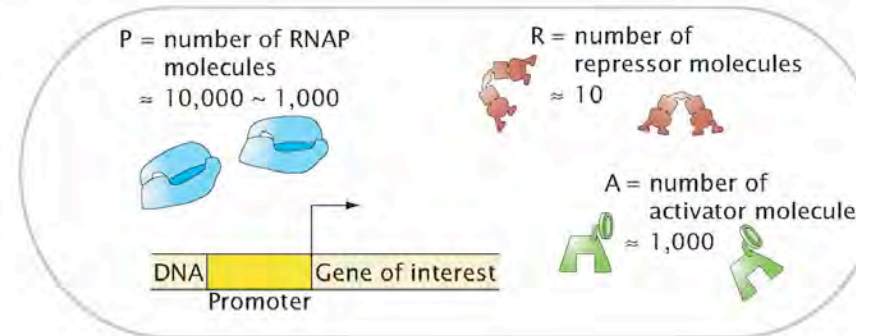 P = number of RNAP
molecules
≈ 10,000 ~ 1,000
R = number of
repressor molecules
≈ 10
A = number of
activator molecule
≈ 1,000
DNA
Gene of interest
Promoter